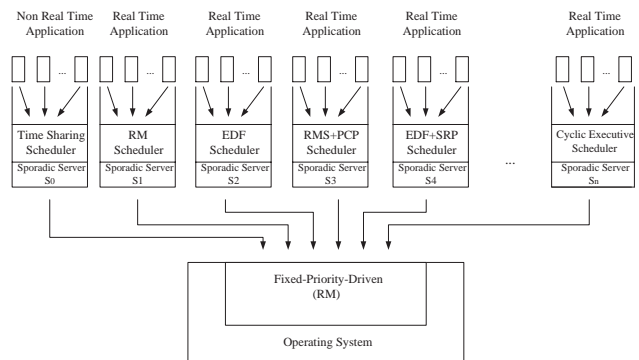 Non Real Time
Application
Real Time
Application
Real Time
Application
Real Time
Application
Real Time
Application
Real Time
Application
...
...
...
...
...
...
Time Sharing
Scheduler
Sporadic Server
S0
RM
Scheduler
Sporadic Server
S1
EDF
Scheduler
Sporadic Server
S2
RMS+PCP
Scheduler
Sporadic Server
S3
EDF+SRP
Scheduler
Sporadic Server
S4
...
Cyclic Executive
Scheduler
Sporadic Server
Sn
Fixed-Priority-Driven
(RM)
Operating System